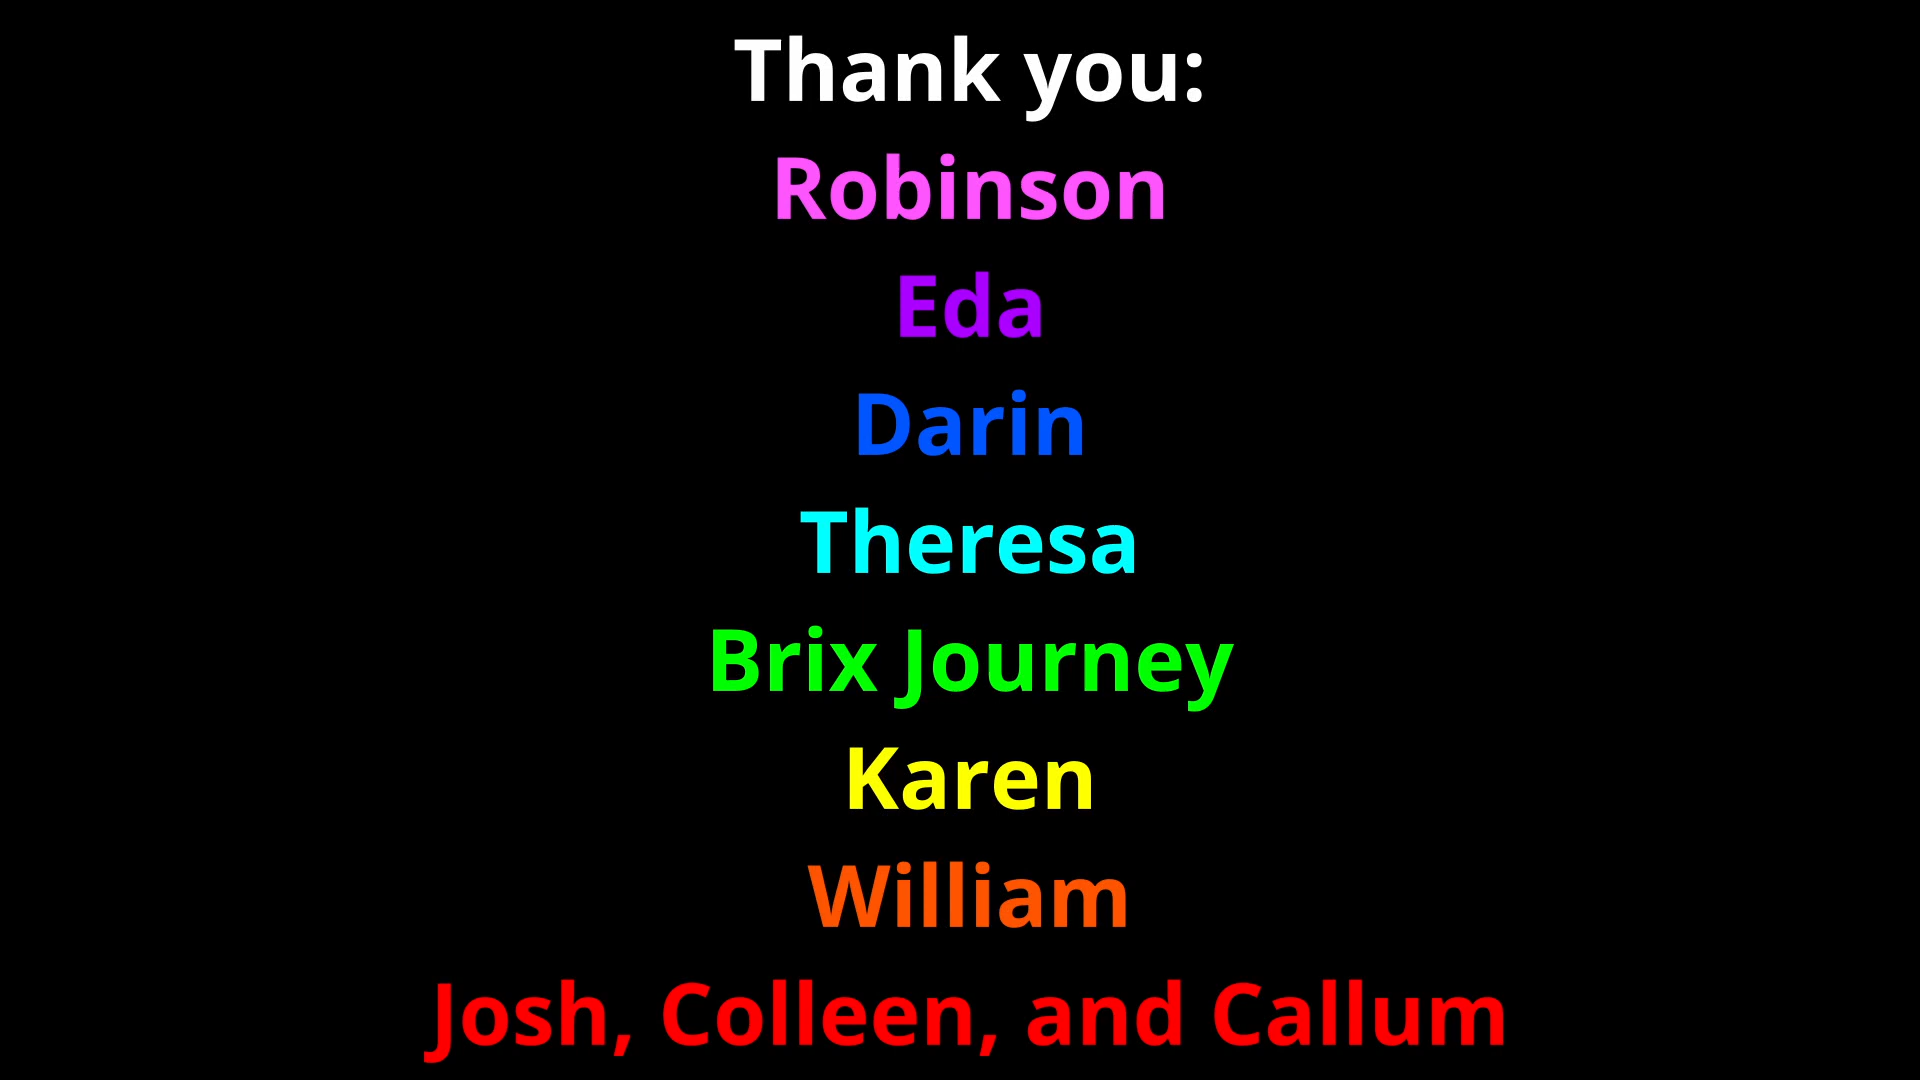 Thank you:
Robinson
Eda
Darin
Theresa
Brix Journey
Karen
William
Josh, Colleen, and Callum